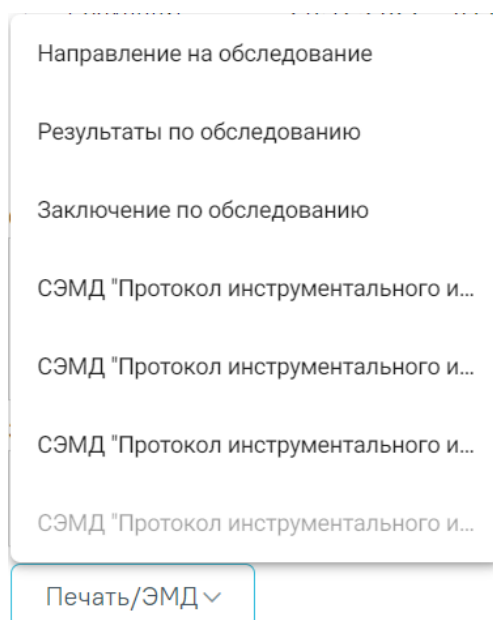 Направление на обследование
Результаты по обследованию
Заключение по обследованию
СЭМД "Протокол инструментального и...
СЭМД "Протокол инструментального и...
СЭМД "Протокол инструментального и...
СЭМД "Протокол инструментального и...
Печать/ЭМД